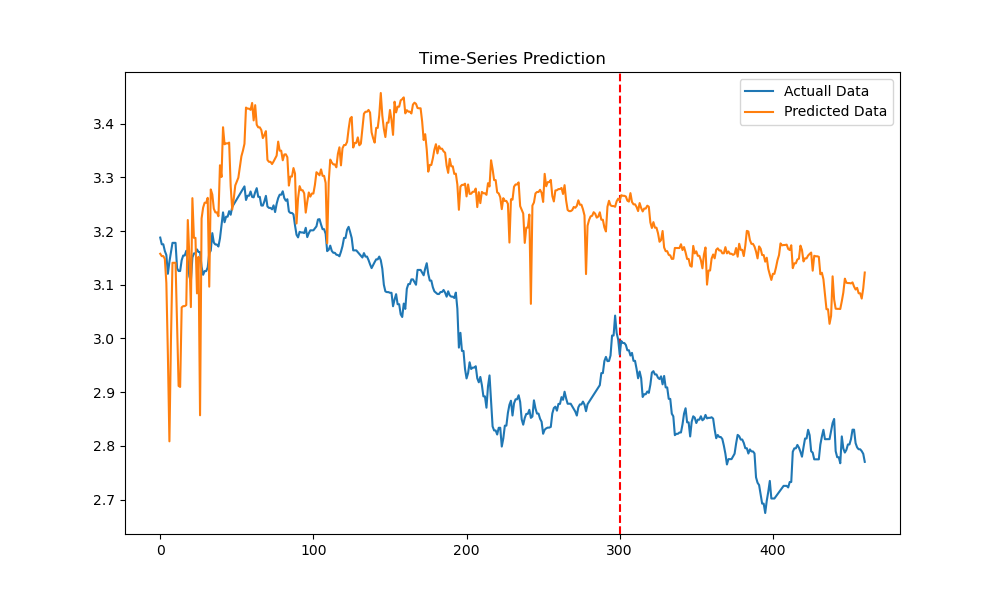 Time-Series Prediction
Actuall Data
Predicted Data
3.4
3.3
3.2
3.1
3.0
2.9
2.8
2.7
0 100 200 300 400